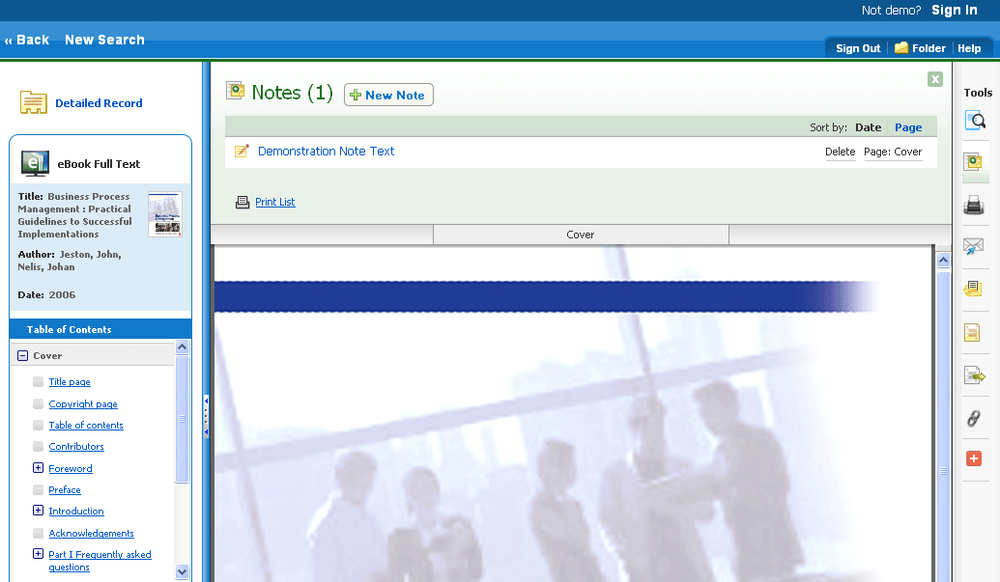 Not demo? Sign In
‹‹ Back New Search
Sign Out Folder Help
Detailed Record
eBook Full Text
Title: Business Process
Management : Practical
Guidelines to Successful
Implementations
Author: Jeston, John,
Nelis, Johan
Date: 2006
Table of Contents
Cover
Title page
Copyright page
Table of contents
Contributors
Foreword
Preface
Introduction
Acknowledgements
Part I Frequently asked
questions
Notes (1) New Note
Sort by: Date Page
Demonstration Note Text Delete Page: Cover
Print List
Cover
Tools